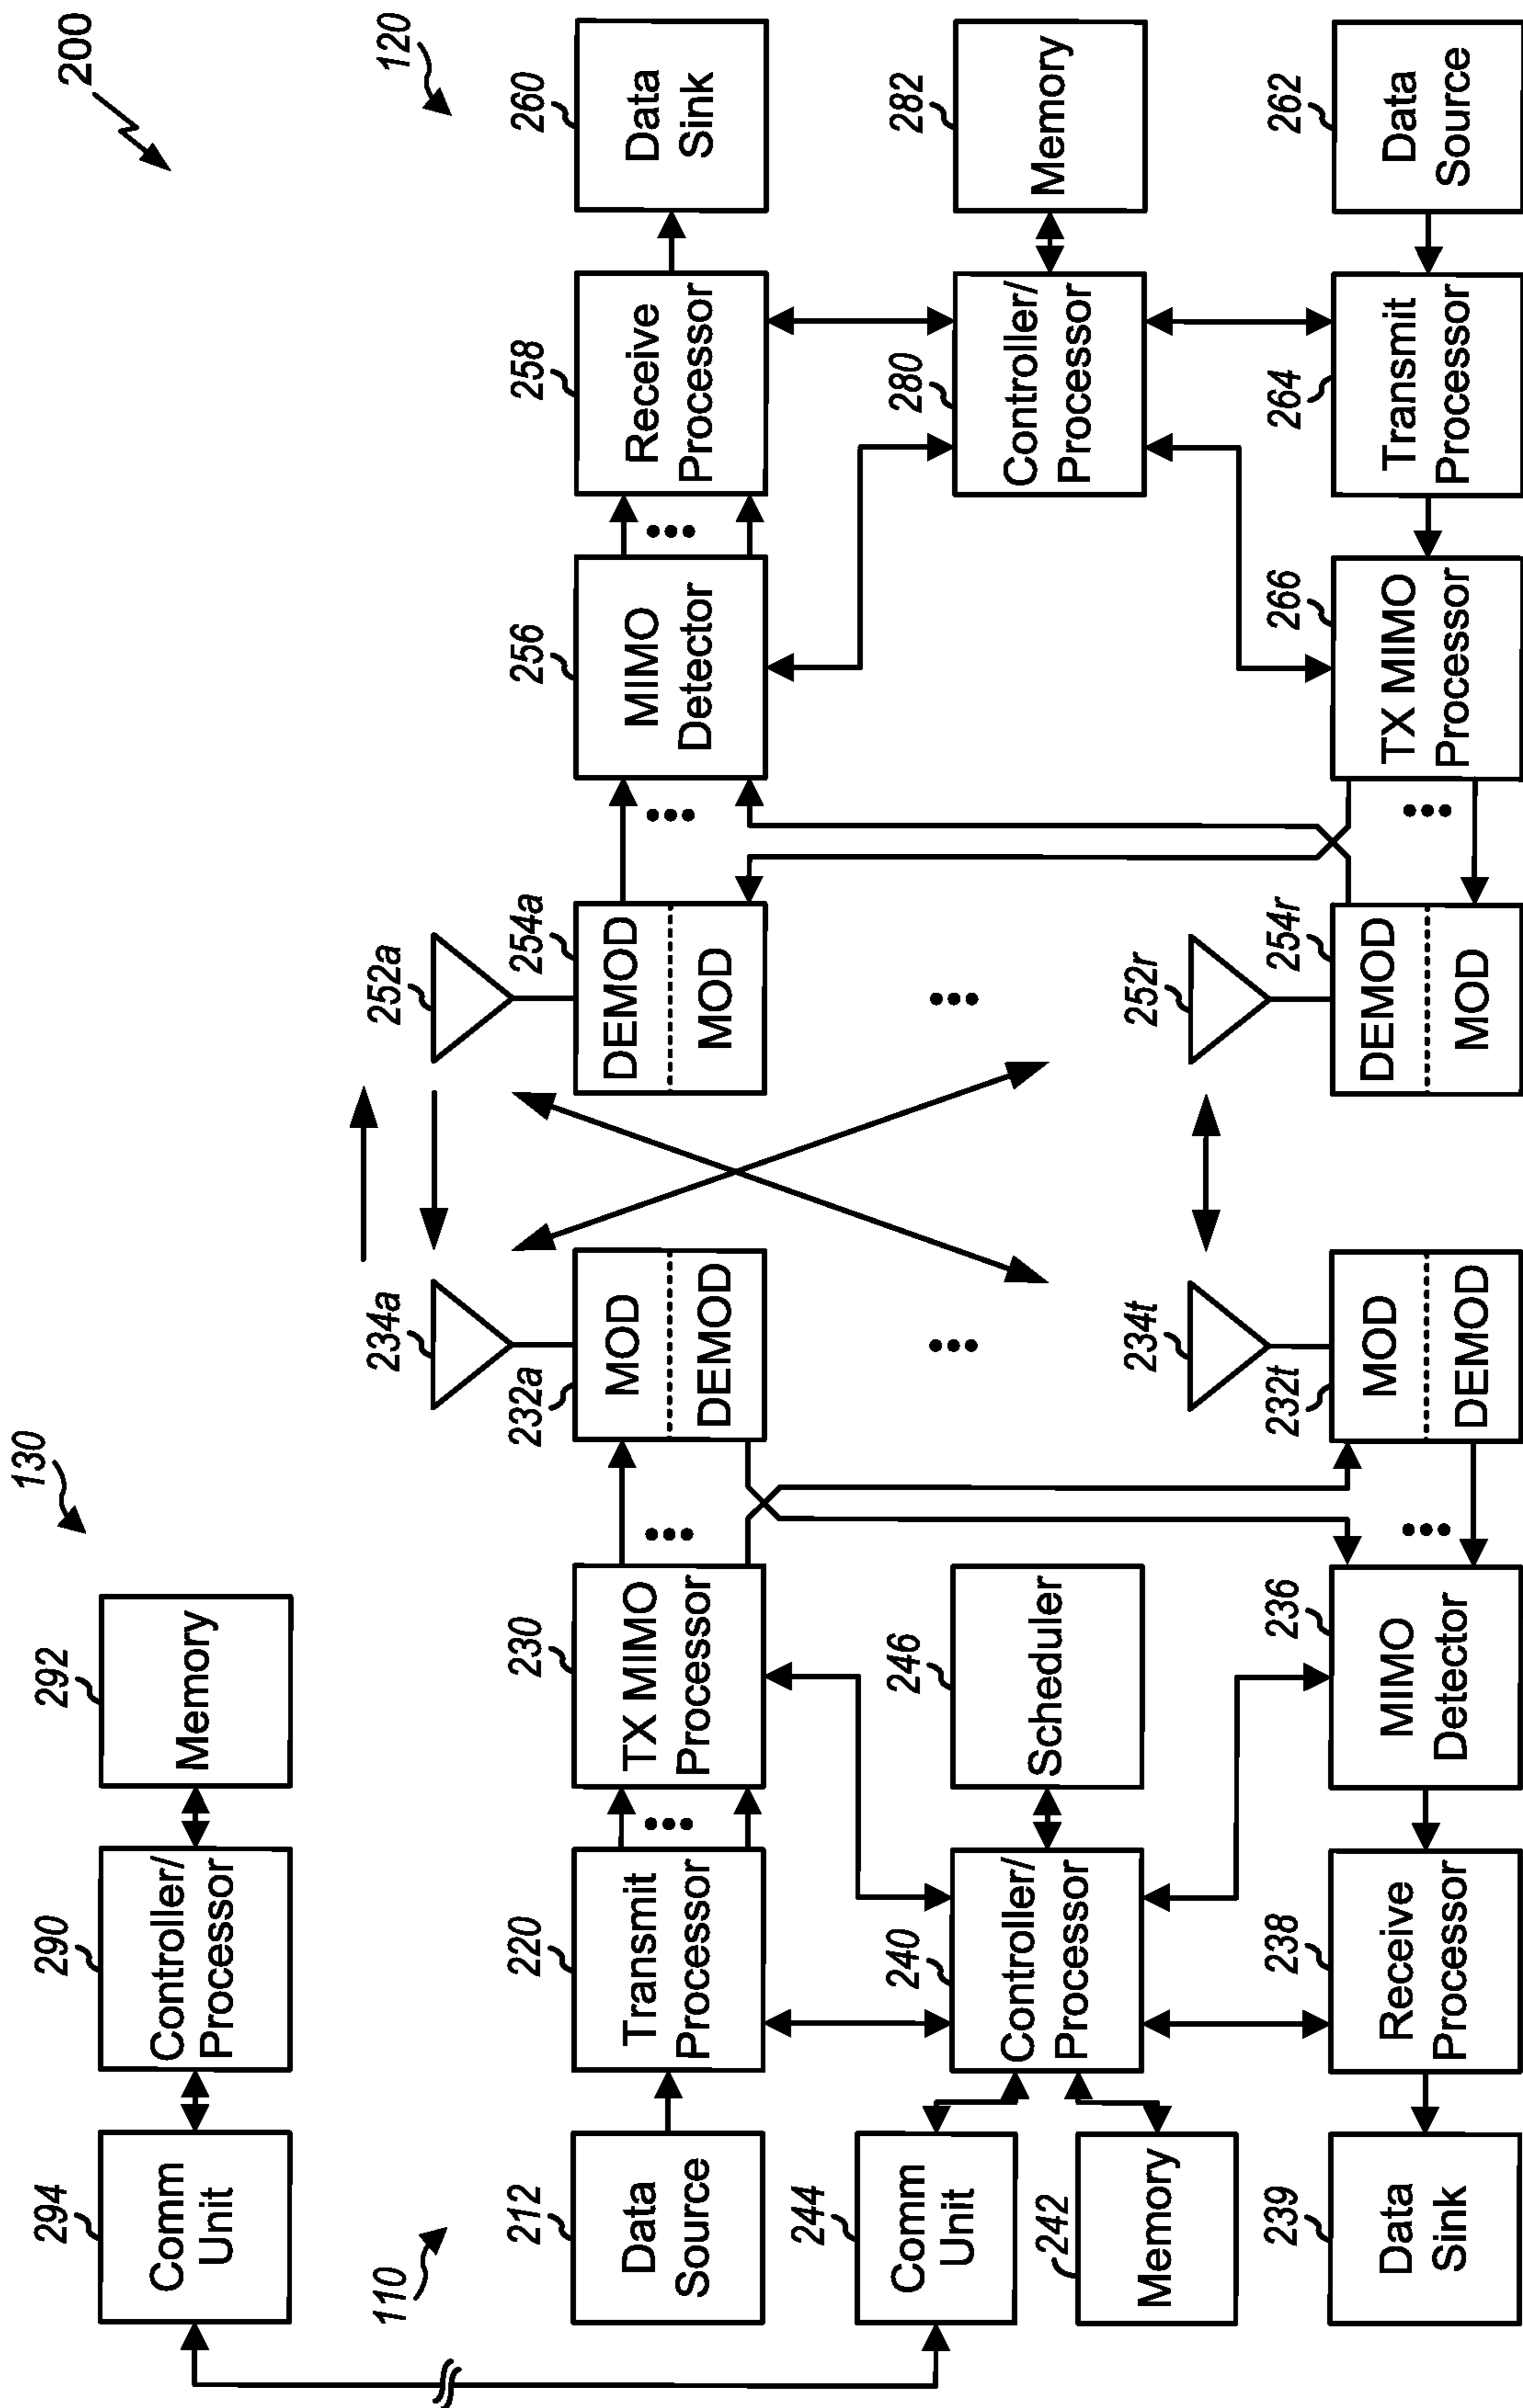 200
130
120
110
294
Comm
Unit
290
Controller/
Processor
292
Memory
212
Data
Source
220
Transmit
Processor
230
TX MIMO
Processor
232a
MOD
DEMOD
234a
252a
254a
DEMOD
MOD
256
MIMO
Detector
258
Receive
Processor
260
Data
Sink
244
Comm
Unit
242
Memory
240
Controller/
Processor
246
Scheduler
280
Controller/
Processor
282
Memory
239
Data
Sink
238
Receive
Processor
236
MIMO
Detector
232t
MOD
DEMOD
234t
252r
254r
DEMOD
MOD
266
TX MIMO
Processor
264
Transmit
Processor
262
Data
Source